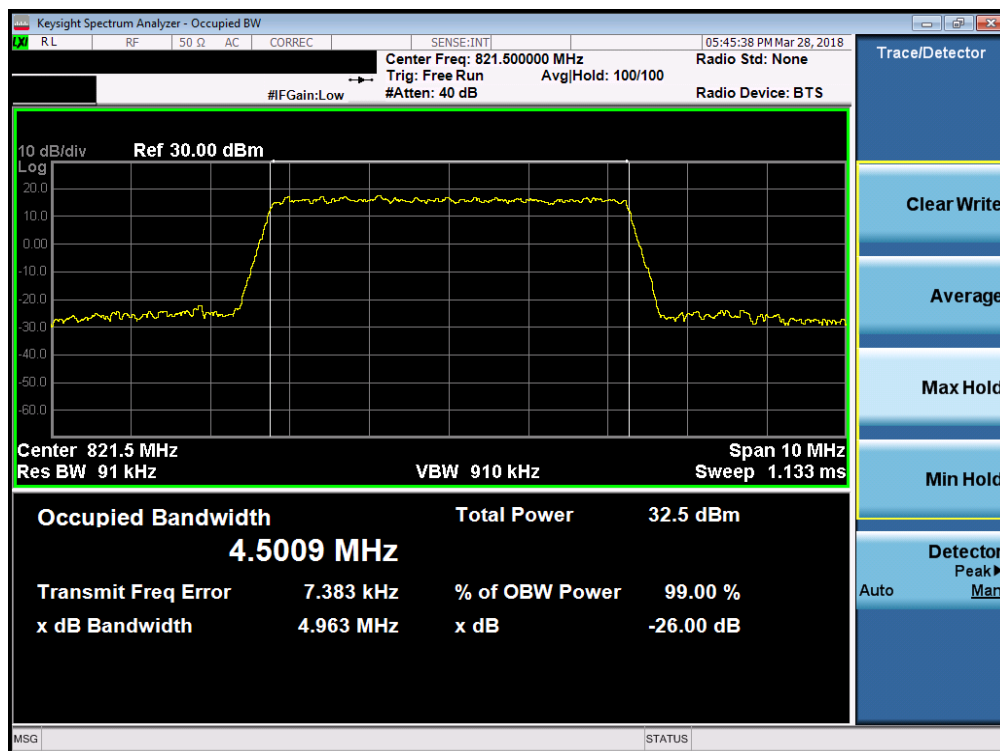 Keysight Spectrum Analyzer - Occupied BW
LXI RL RF 50 Ω AC CORREC SENSE:INT 05:45:38 PM Mar 28, 2018
Center Freq: 821.500000 MHz Radio Std: None
Trig: Free Run Avg|Hold: 100/100
#IFGain:Low #Atten: 40 dB Radio Device: BTS
10 dB/div Ref 30.00 dBm
Log
20.0
10.0
0.00
-10.0
-20.0
-30.0
-40.0
-50.0
-60.0
Center 821.5 MHz Span 10 MHz
Res BW 91 kHz VBW 910 kHz Sweep 1.133 ms
Occupied Bandwidth Total Power 32.5 dBm
4.5009 MHz
Transmit Freq Error 7.383 kHz % of OBW Power 99.00 %
x dB Bandwidth 4.963 MHz x dB -26.00 dB
Trace/Detector
Clear Write
Average
Max Hold
Min Hold
Detector
Peak▶
Auto Man
MSG STATUS